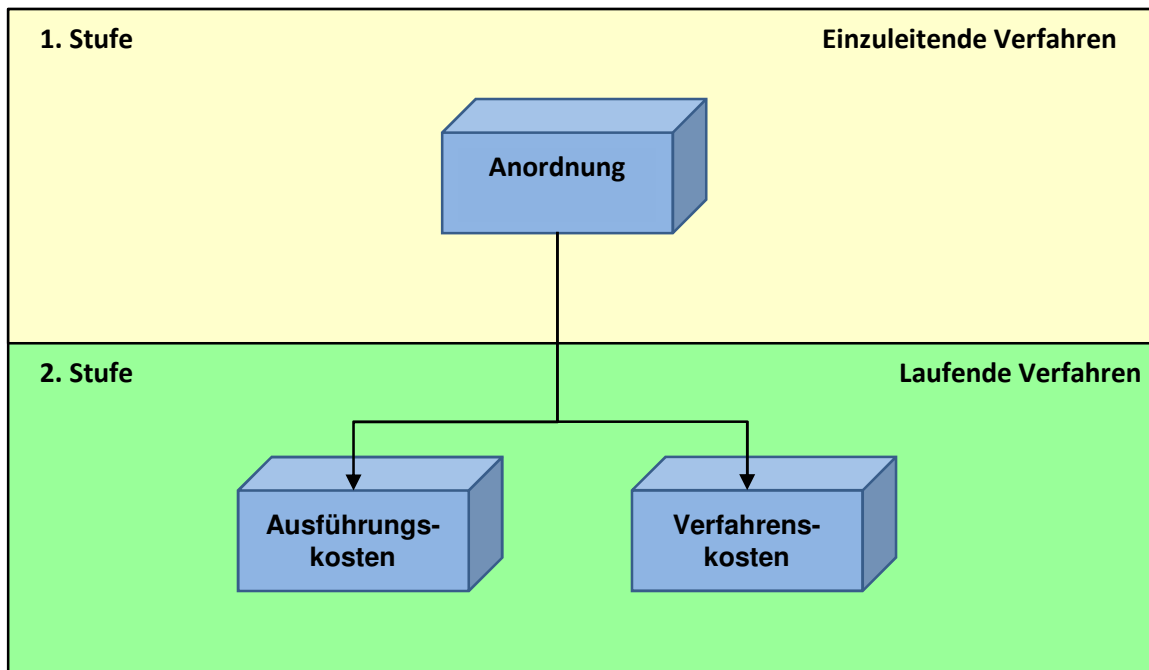 1. Stufe Einzuleitende Verfahren
Anordnung
2. Stufe Laufende Verfahren
Ausführungs-
kosten
Verfahrens-
kosten